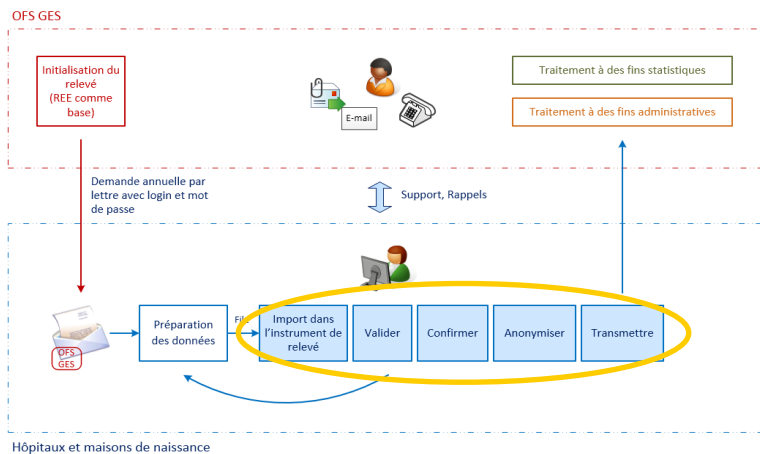 OFS GES
Initialisation du
relevé
(REE comme
base)
E-mail
Traitement à des fins statistiques
Traitement à des fins administratives
Demande annuelle par
lettre avec login et mot
de passe
Support, Rappels
OFS
GES
Préparation
des données
Import dans
l'instrument de
relevé
Valider
Confirmer
Anonymiser
Transmettre
Hôpitaux et maisons de naissance